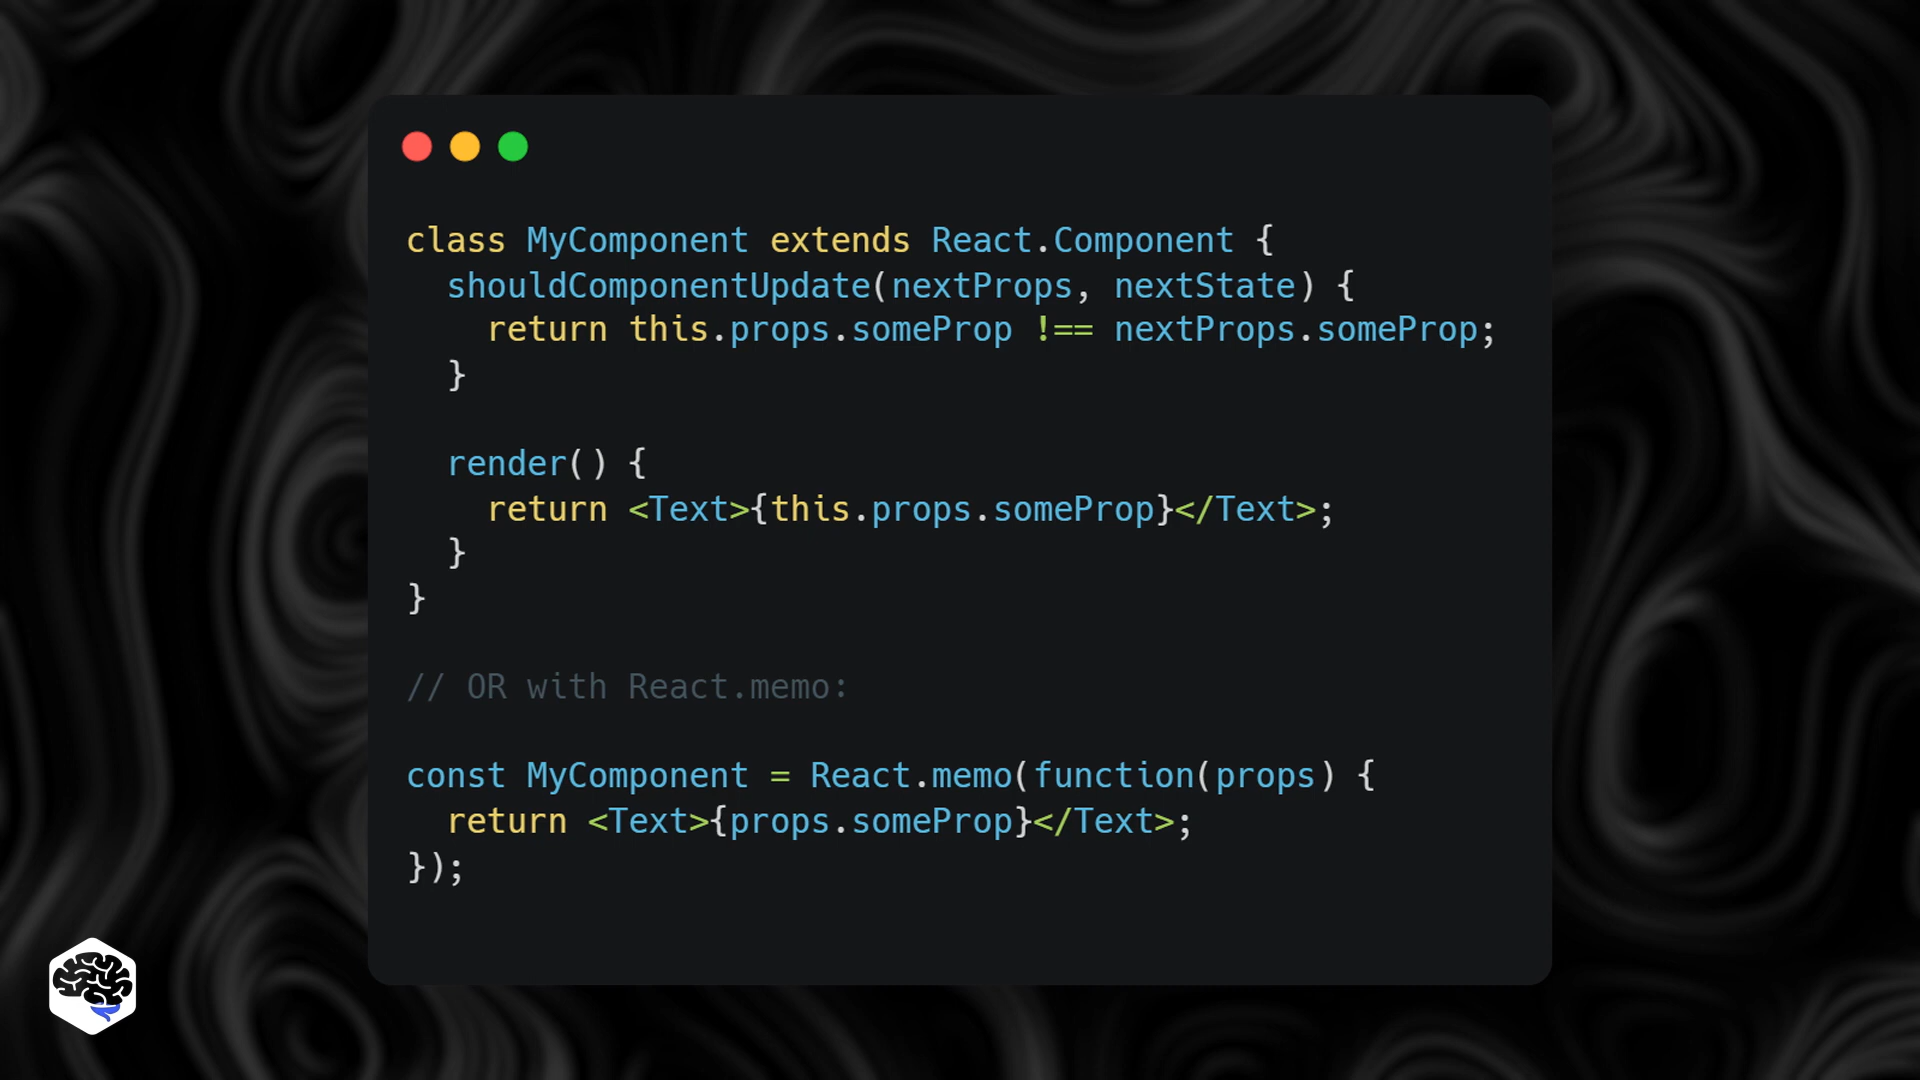 class MyComponent extends React.Component {
  shouldComponentUpdate(nextProps, nextState) {
    return this.props.someProp !== nextProps.someProp;
  }

  render() {
    return <Text>{this.props.someProp}</Text>;
  }
}

// OR with React.memo:

const MyComponent = React.memo(function(props) {
  return <Text>{props.someProp}</Text>;
});